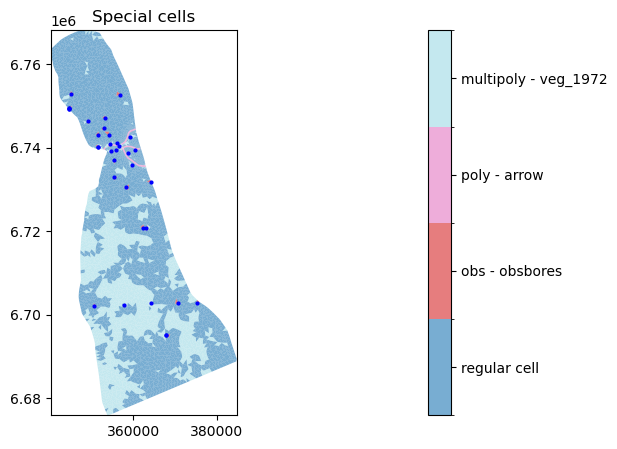 Special cells
1e6
6.76
6.74
6.72
6.70
6.68
360000 380000
multipoly - veg_1972
poly - arrow
obs - obsbores
regular cell